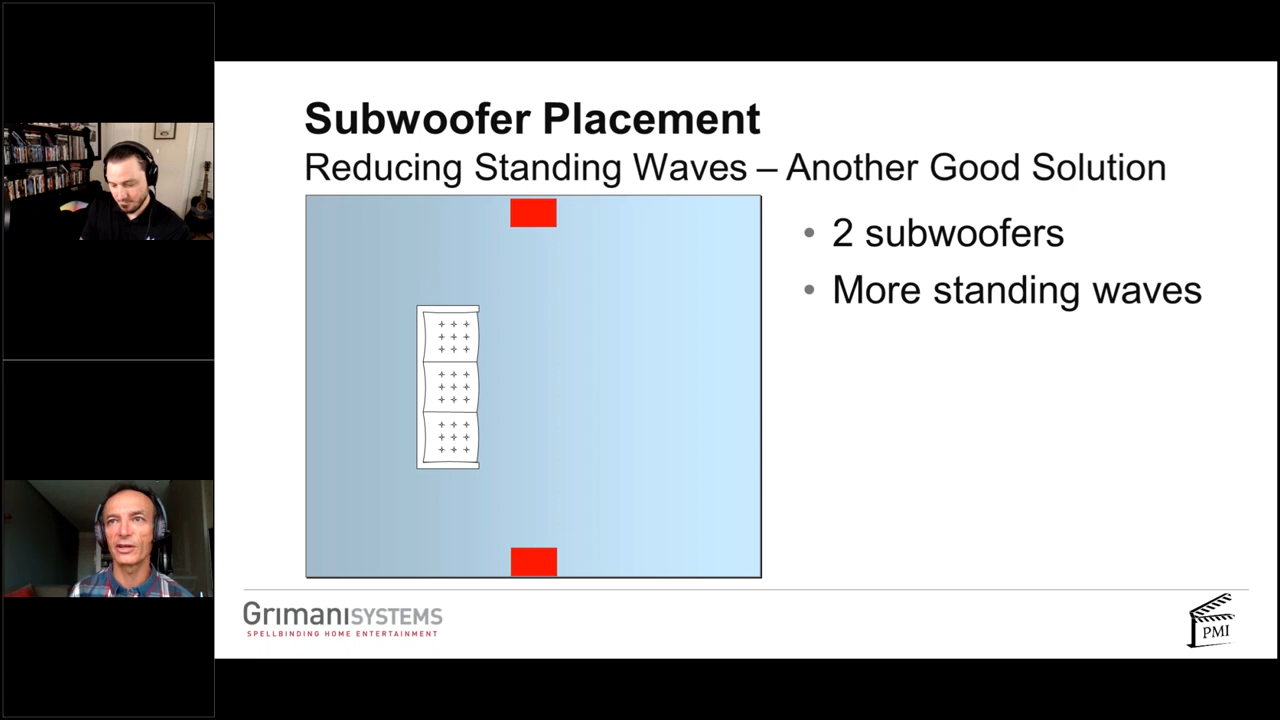 Subwoofer Placement
Reducing Standing Waves – Another Good Solution
• 2 subwoofers
• More standing waves
GrimaniSYSTEMS
SPELLBINDING HOME ENTERTAINMENT
PMI